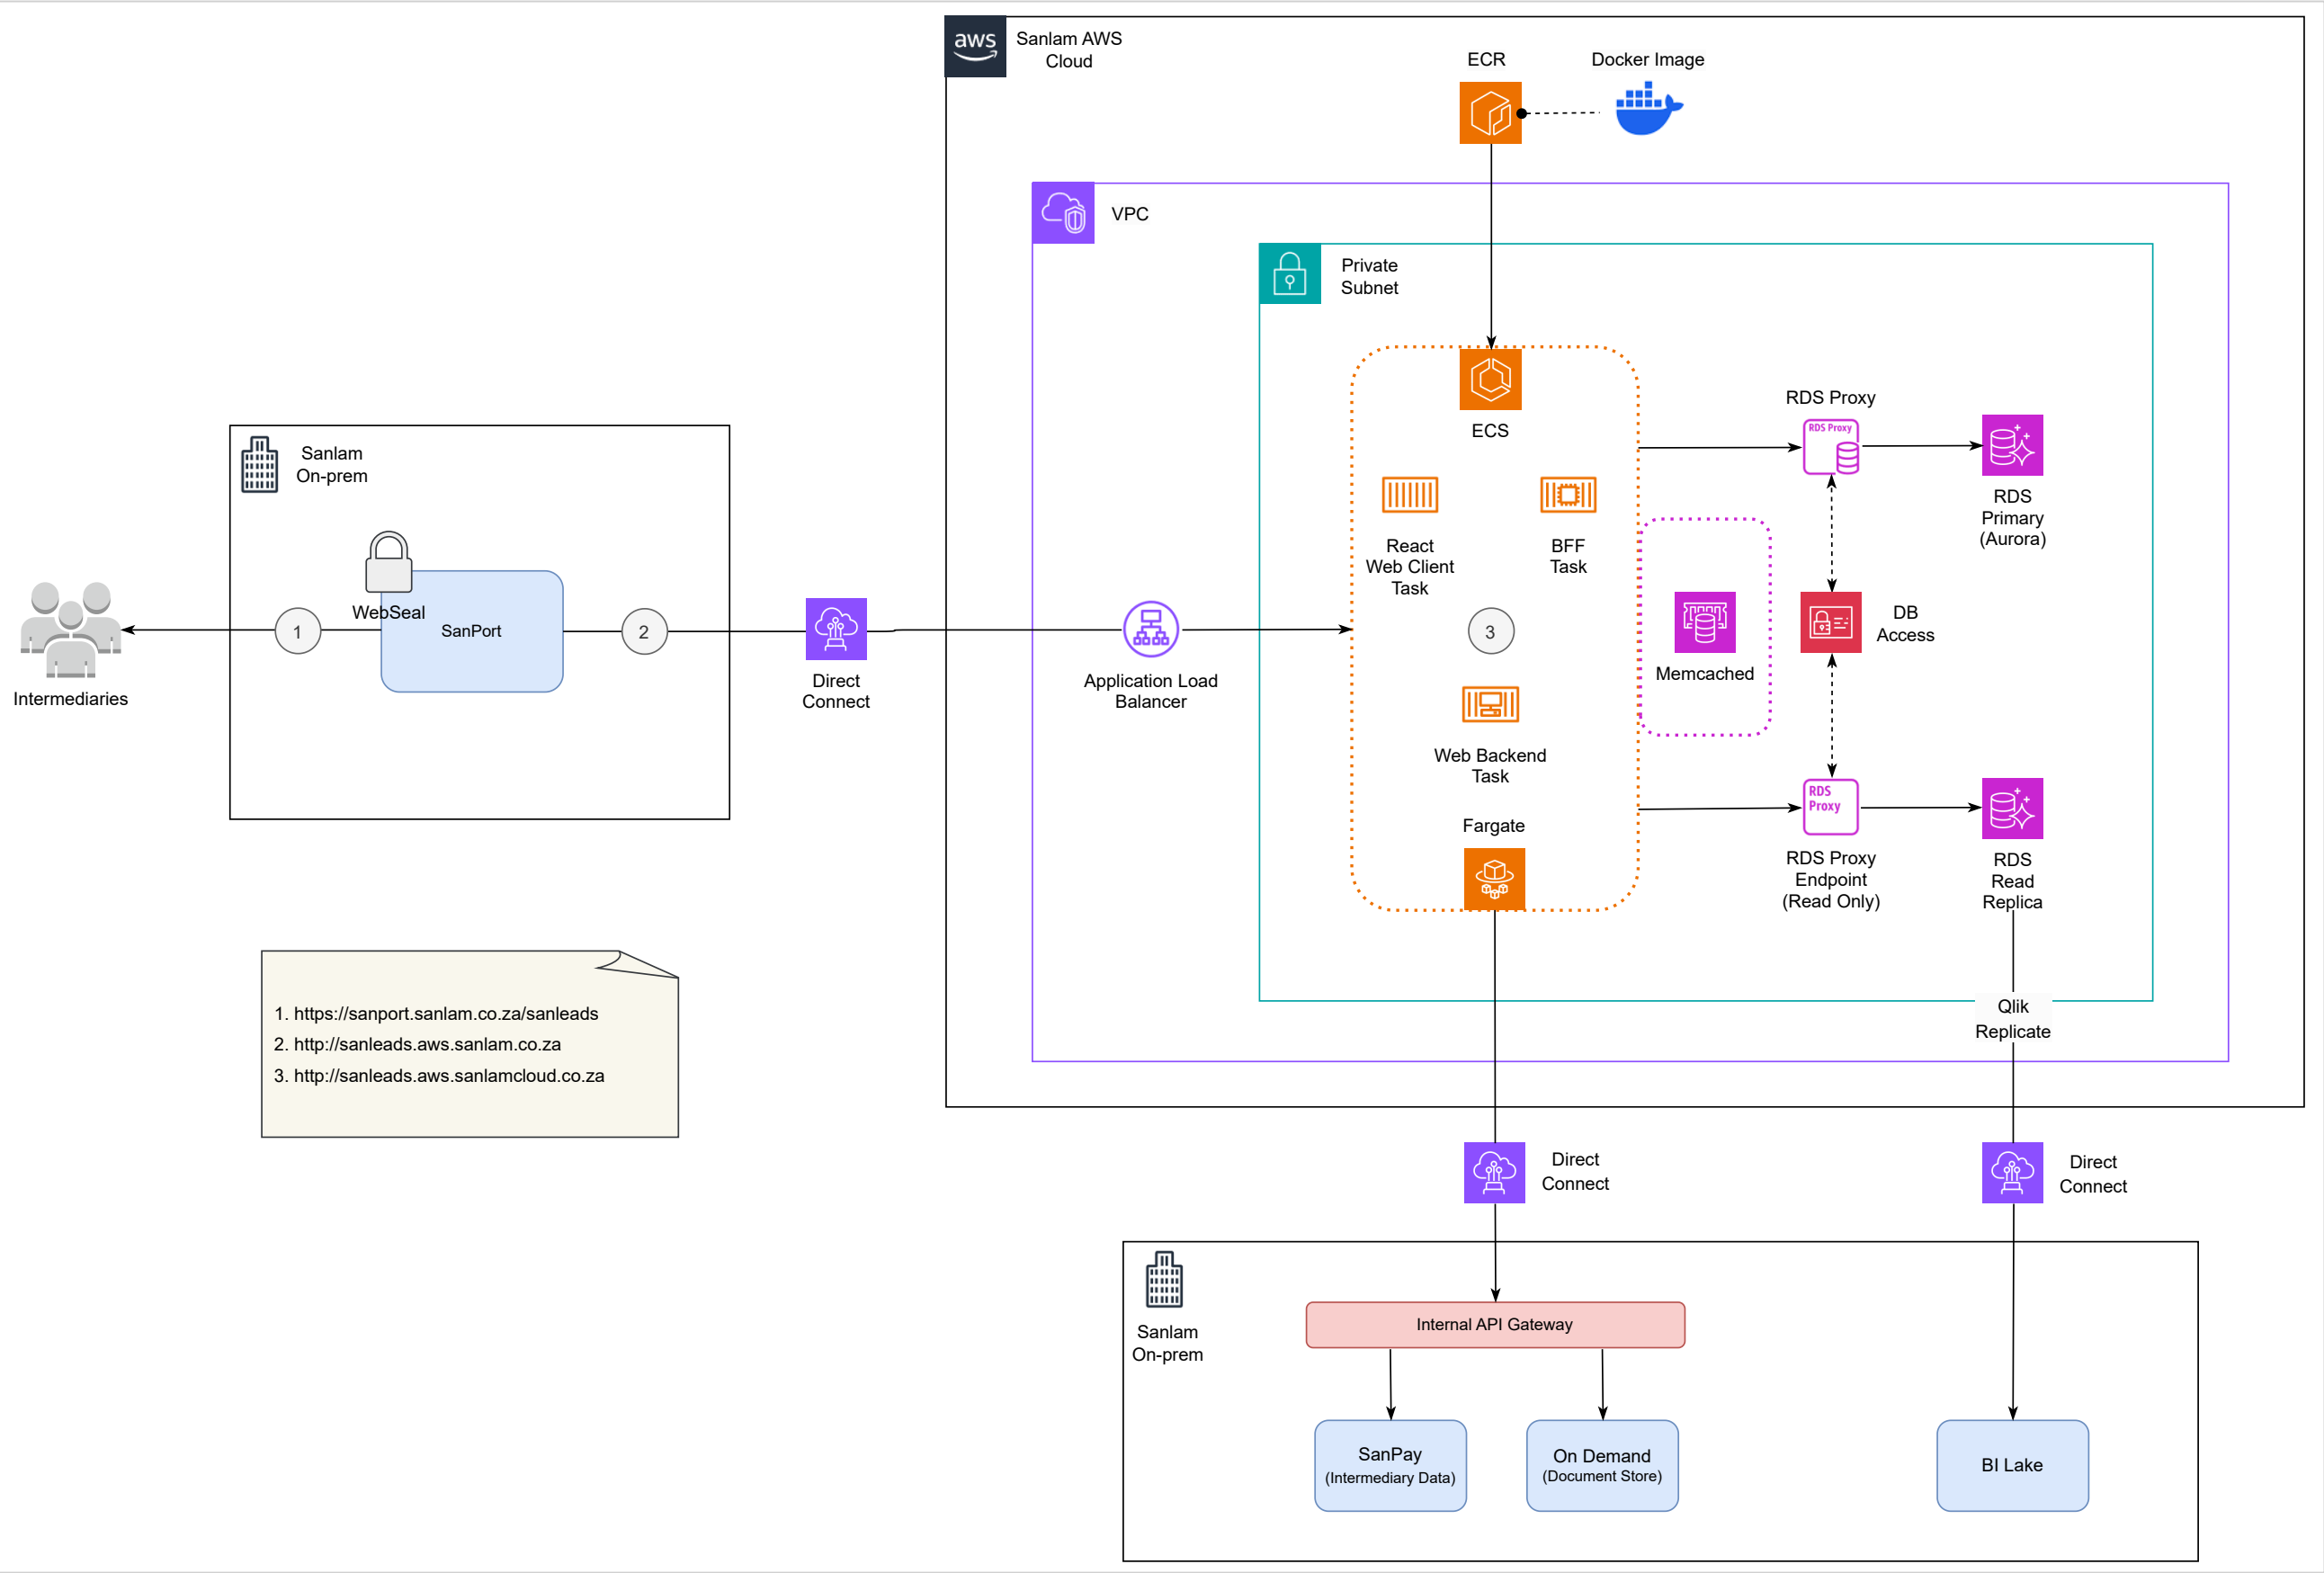 aws
Sanlam AWS
Cloud
ECR
Docker Image
VPC
Private
Subnet
ECS
React
Web Client
Task
BFF
Task
3
Web Backend
Task
Fargate
Memcached
RDS Proxy
RDS Proxy
RDS
Primary
(Aurora)
DB
Access
RDS
Proxy
RDS Proxy
Endpoint
(Read Only)
RDS
Read
Replica
Qlik
Replicate
Sanlam
On-prem
WebSeal
SanPort
1
2
Intermediaries
Direct
Connect
Application Load
Balancer
1. https://sanport.sanlam.co.za/sanleads
2. http://sanleads.aws.sanlam.co.za
3. http://sanleads.aws.sanlamcloud.co.za
Direct
Connect
Direct
Connect
Sanlam
On-prem
Internal API Gateway
SanPay
(Intermediary Data)
On Demand
(Document Store)
BI Lake